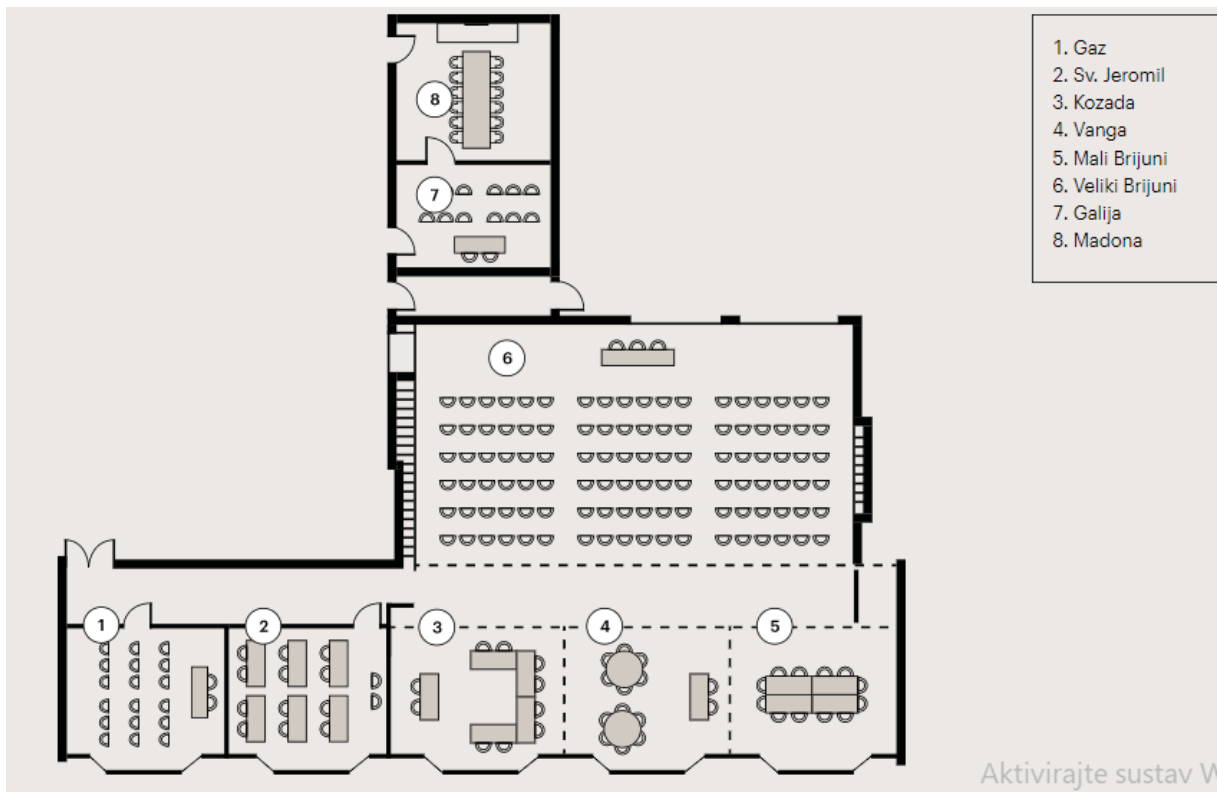 1. Gaz
2. Sv. Jeromil
3. Kozada
4. Vanga
5. Mali Brijuni
6. Veliki Brijuni
7. Galija
8. Madona
8
7
6
1
2
3
4
5
Aktivirajte sustav W